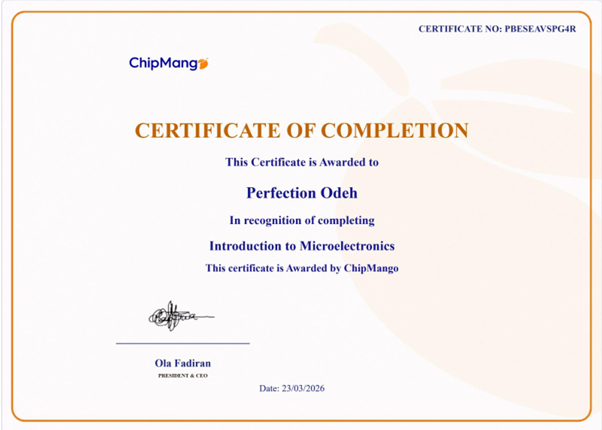 CERTIFICATE NO: PBESEAVSPG4R
ChipMango
CERTIFICATE OF COMPLETION
This Certificate is Awarded to
Perfection Odeh
In recognition of completing
Introduction to Microelectronics
This certificate is Awarded by ChipMango
Ola Fadiran
PRESIDENT & CEO
Date: 23/03/2026